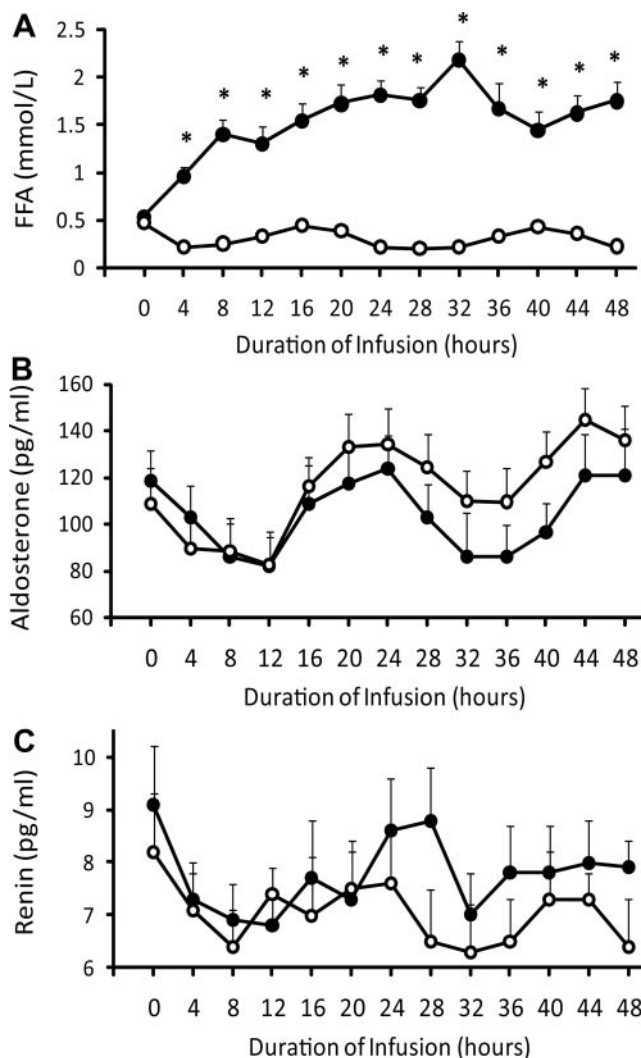 A
FFA (mmol/L)
2.5
2
1.5
1
0.5
0
* * * * * * * * * * * *
0 4 8 12 16 20 24 28 32 36 40 44 48
Duration of Infusion (hours)
B
Aldosterone (pg/ml)
160
140
120
100
80
60
0 4 8 12 16 20 24 28 32 36 40 44 48
Duration of Infusion (hours)
C
Renin (pg/ml)
10
9
8
7
6
0 4 8 12 16 20 24 28 32 36 40 44 48
Duration of Infusion (hours)